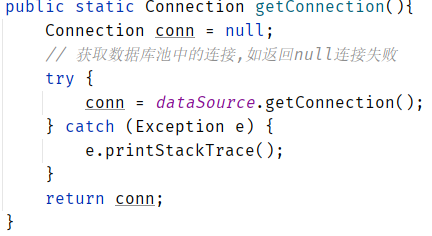 public static Connection getConnection(){
    Connection conn = null;
    // 获取数据库池中的连接,如返回null连接失败
    try {
        conn = dataSource.getConnection();
    } catch (Exception e) {
        e.printStackTrace();
    }
    return conn;
}